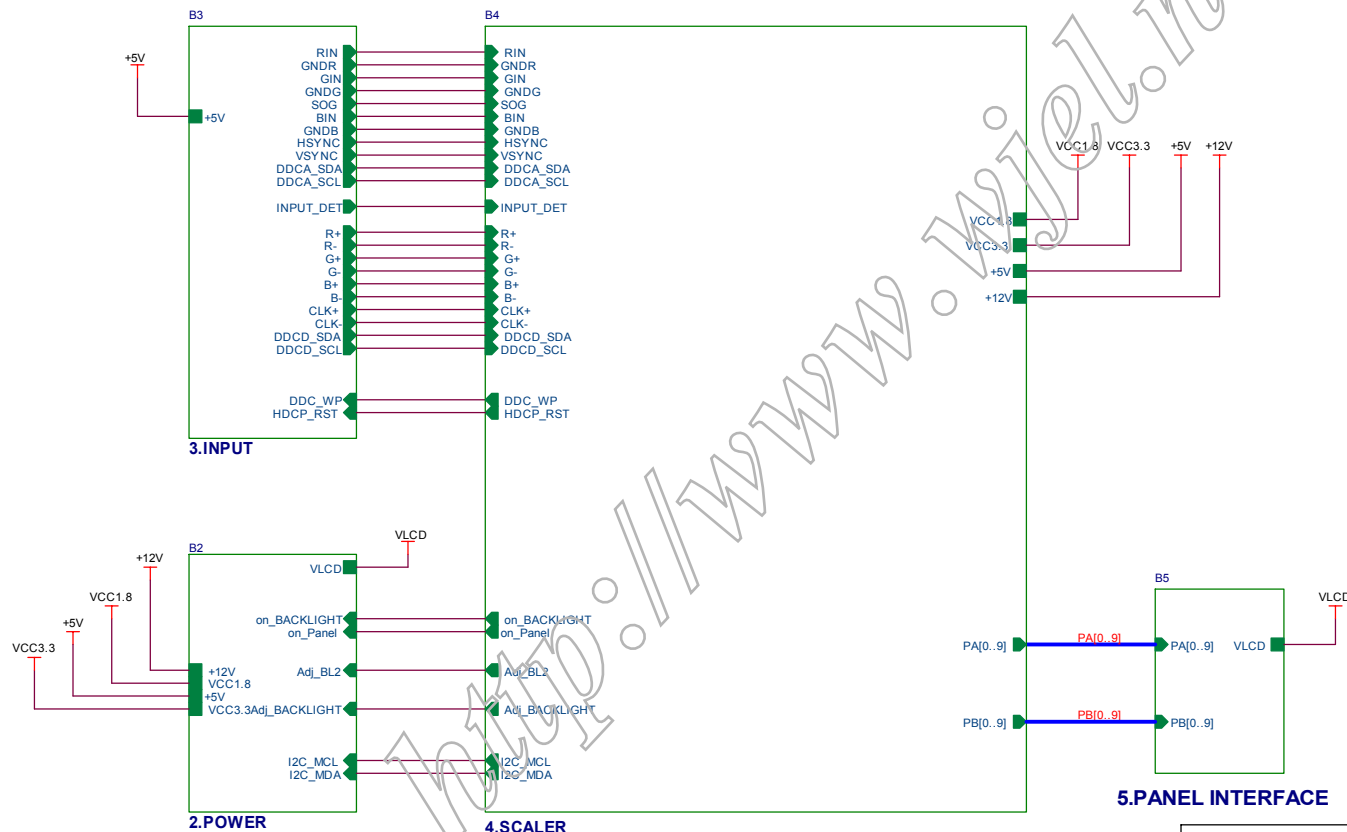 B3
B4
+5V
+5V
RIN
GNDR
GIN
GNDG
SOG
BIN
GNDB
HSYNC
VSYNC
DDCA_SDA
DDCA_SCL
INPUT_DET
R+
R-
G+
G-
B+
B-
CLK+
CLK-
DDCD_SDA
DDCD_SCL
DDC_WP
HDCP_RST
3.INPUT
RIN
GNDR
GIN
GNDG
SOG
BIN
GNDB
HSYNC
VSYNC
DDCA_SDA
DDCA_SCL
INPUT_DET
R+
R-
G+
G-
B+
B-
CLK+
CLK-
DDCD_SDA
DDCD_SCL
DDC_WP
HDCP_RST
VCC1.8 VCC3.3 +5V +12V
VCC1.8
VCC3.3
+5V
+12V
B2
+12V
VCC1.8
+5V
VCC3.3
VLCD
VLCD
on_BACKLIGHT
on_Panel
+12V
VCC1.8
+5V
VCC3.3
Adj_BL2
Adj_BACKLIGHT
I2C_MCL
I2C_MDA
2.POWER
on_BACKLIGHT
on_Panel
Adj_BL2
Adj_BACKLIGHT
I2C_MCL
I2C_MDA
4.SCALER
PA[0..9]
PA[0..9]
PA[0..9]
PB[0..9]
PB[0..9]
PB[0..9]
B5
VLCD
VLCD
5.PANEL INTERFACE
http://www.wjel.n